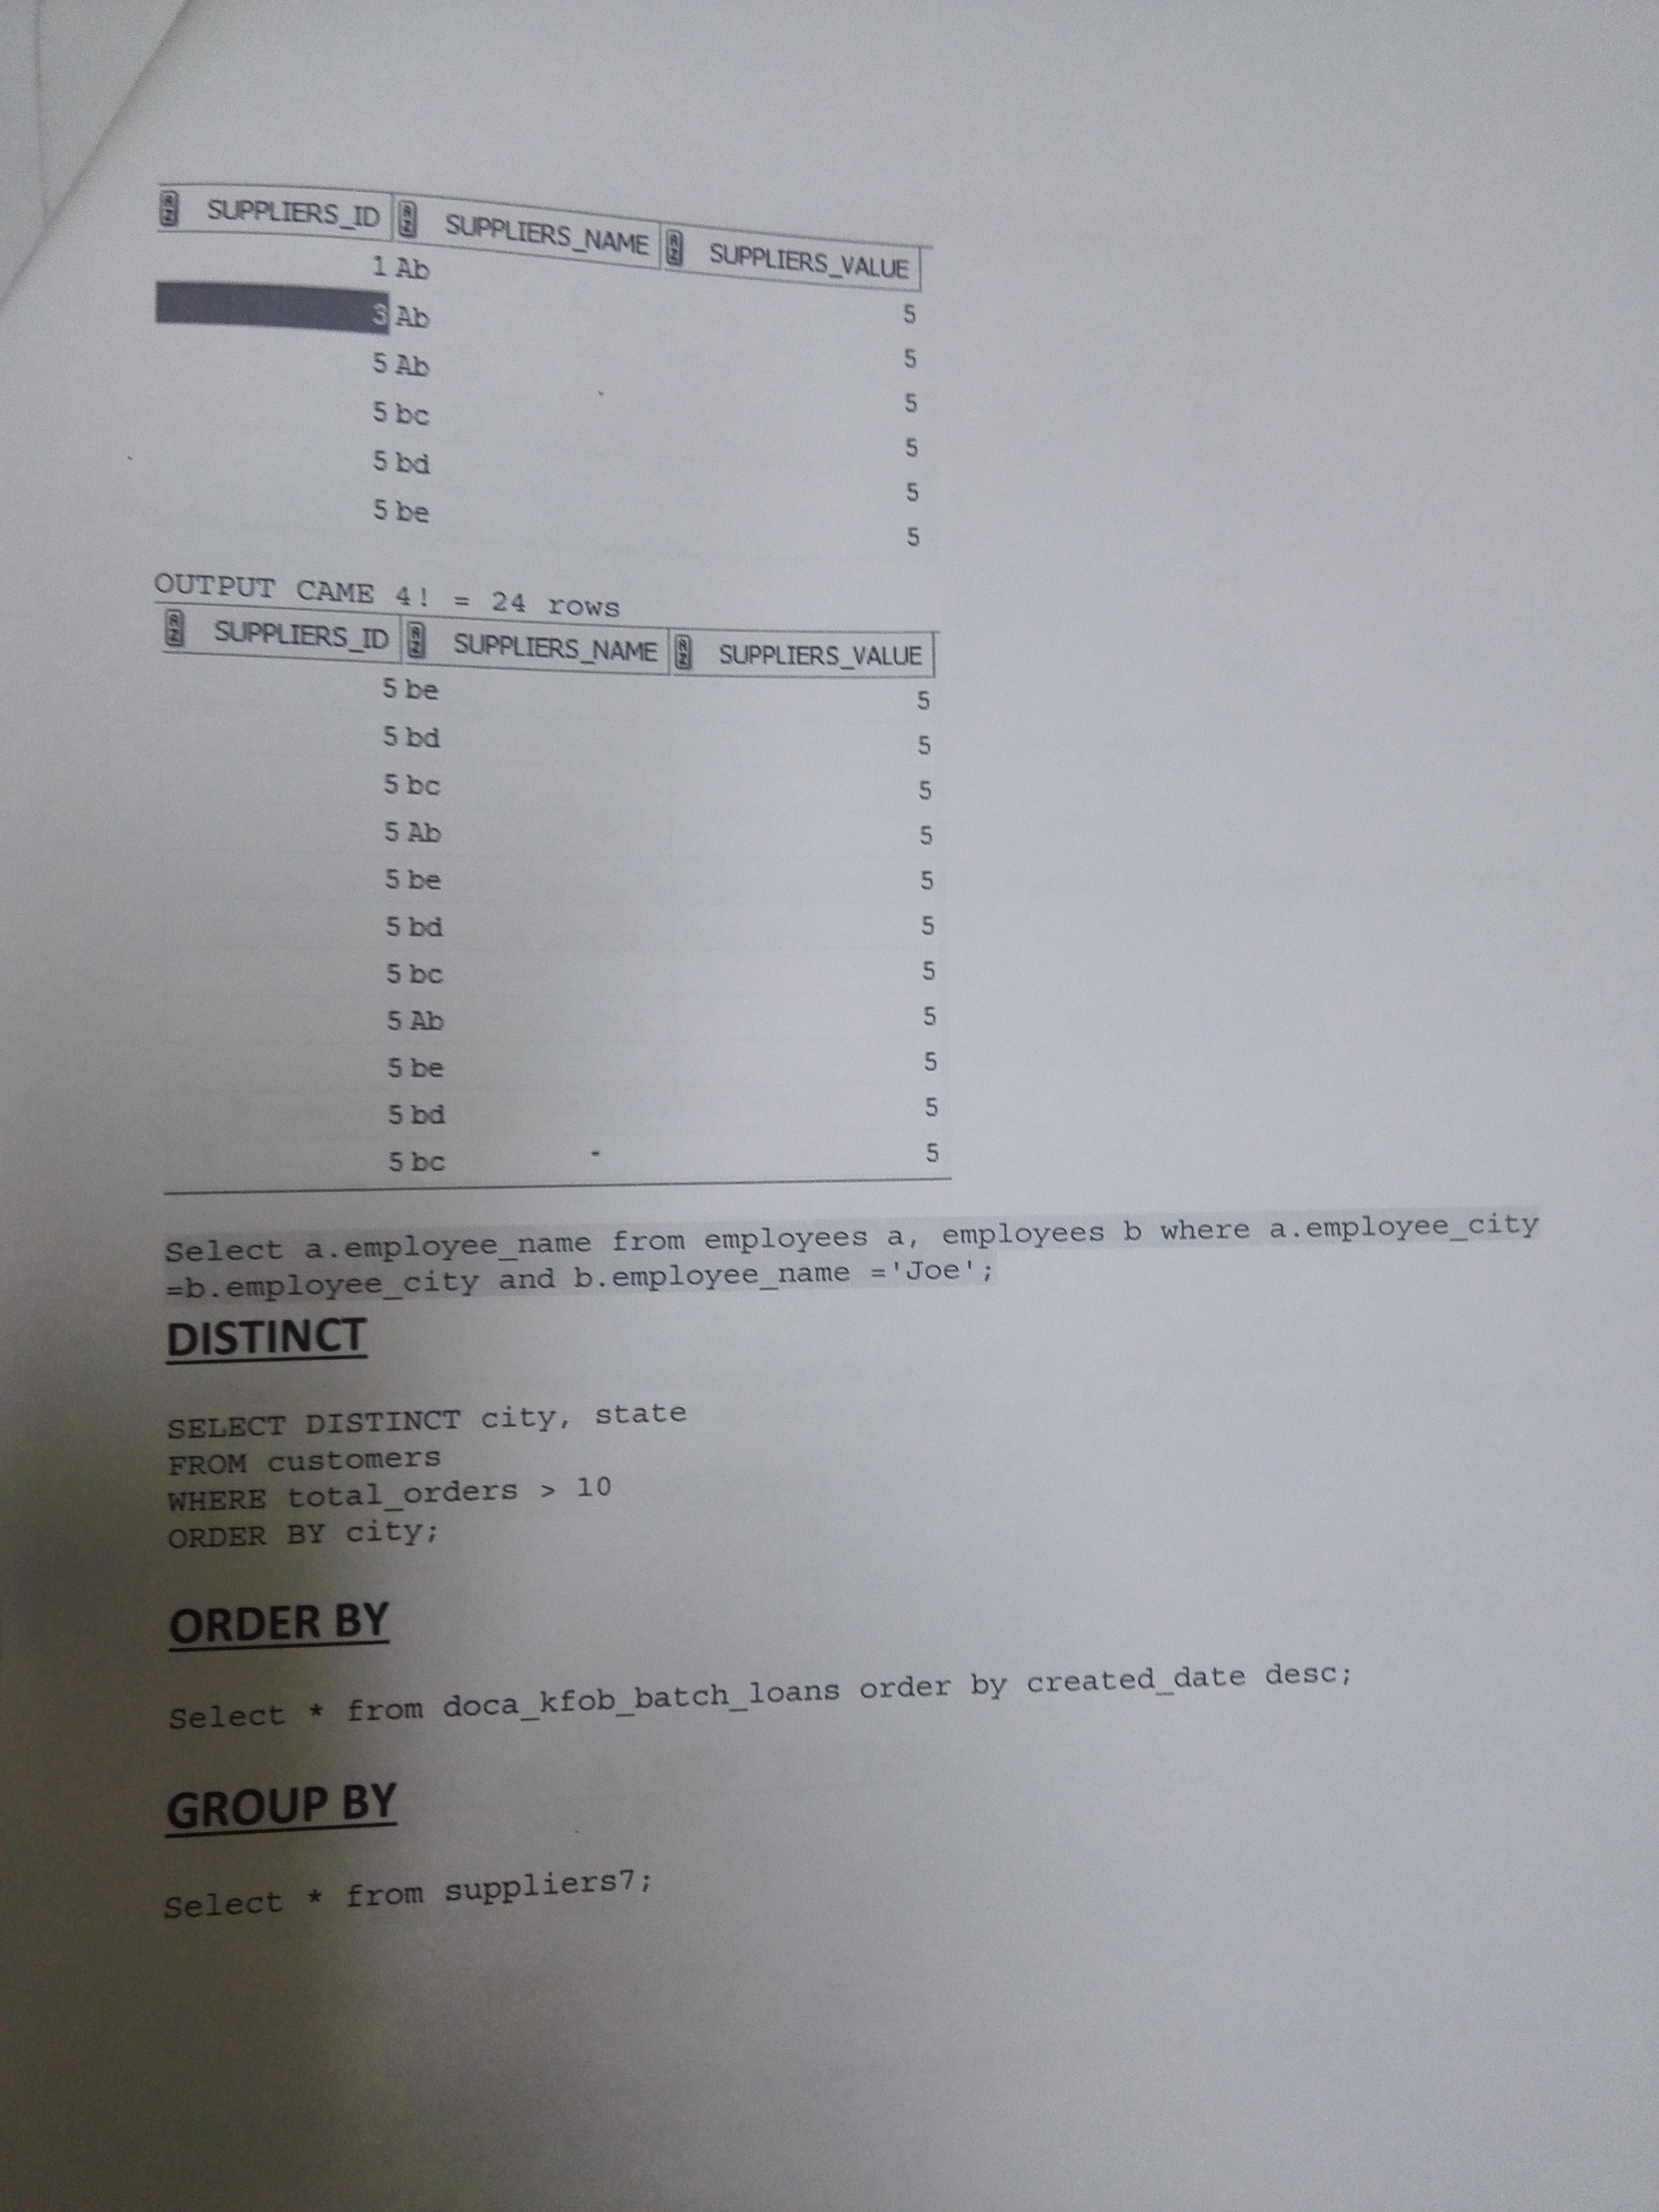 SUPPLIERS_ID SUPPLIERS_NAME SUPPLIERS_VALUE
1 Ab 5
3 Ab 5
5 Ab 5
5 bc 5
5 bd 5
5 be 5
OUTPUT CAME 4! = 24 rows
SUPPLIERS_ID SUPPLIERS_NAME SUPPLIERS_VALUE
5 be 5
5 bd 5
5 bc 5
5 Ab 5
5 be 5
5 bd 5
5 bc 5
5 Ab 5
5 be 5
5 bd 5
5 bc 5
Select a.employee_name from employees a, employees b where a.employee_city
=b.employee_city and b.employee_name ='Joe';
DISTINCT
SELECT DISTINCT city, state
FROM customers
WHERE total_orders > 10
ORDER BY city;
ORDER BY
Select * from doca_kfob_batch_loans order by created_date desc;
GROUP BY
Select * from suppliers7;